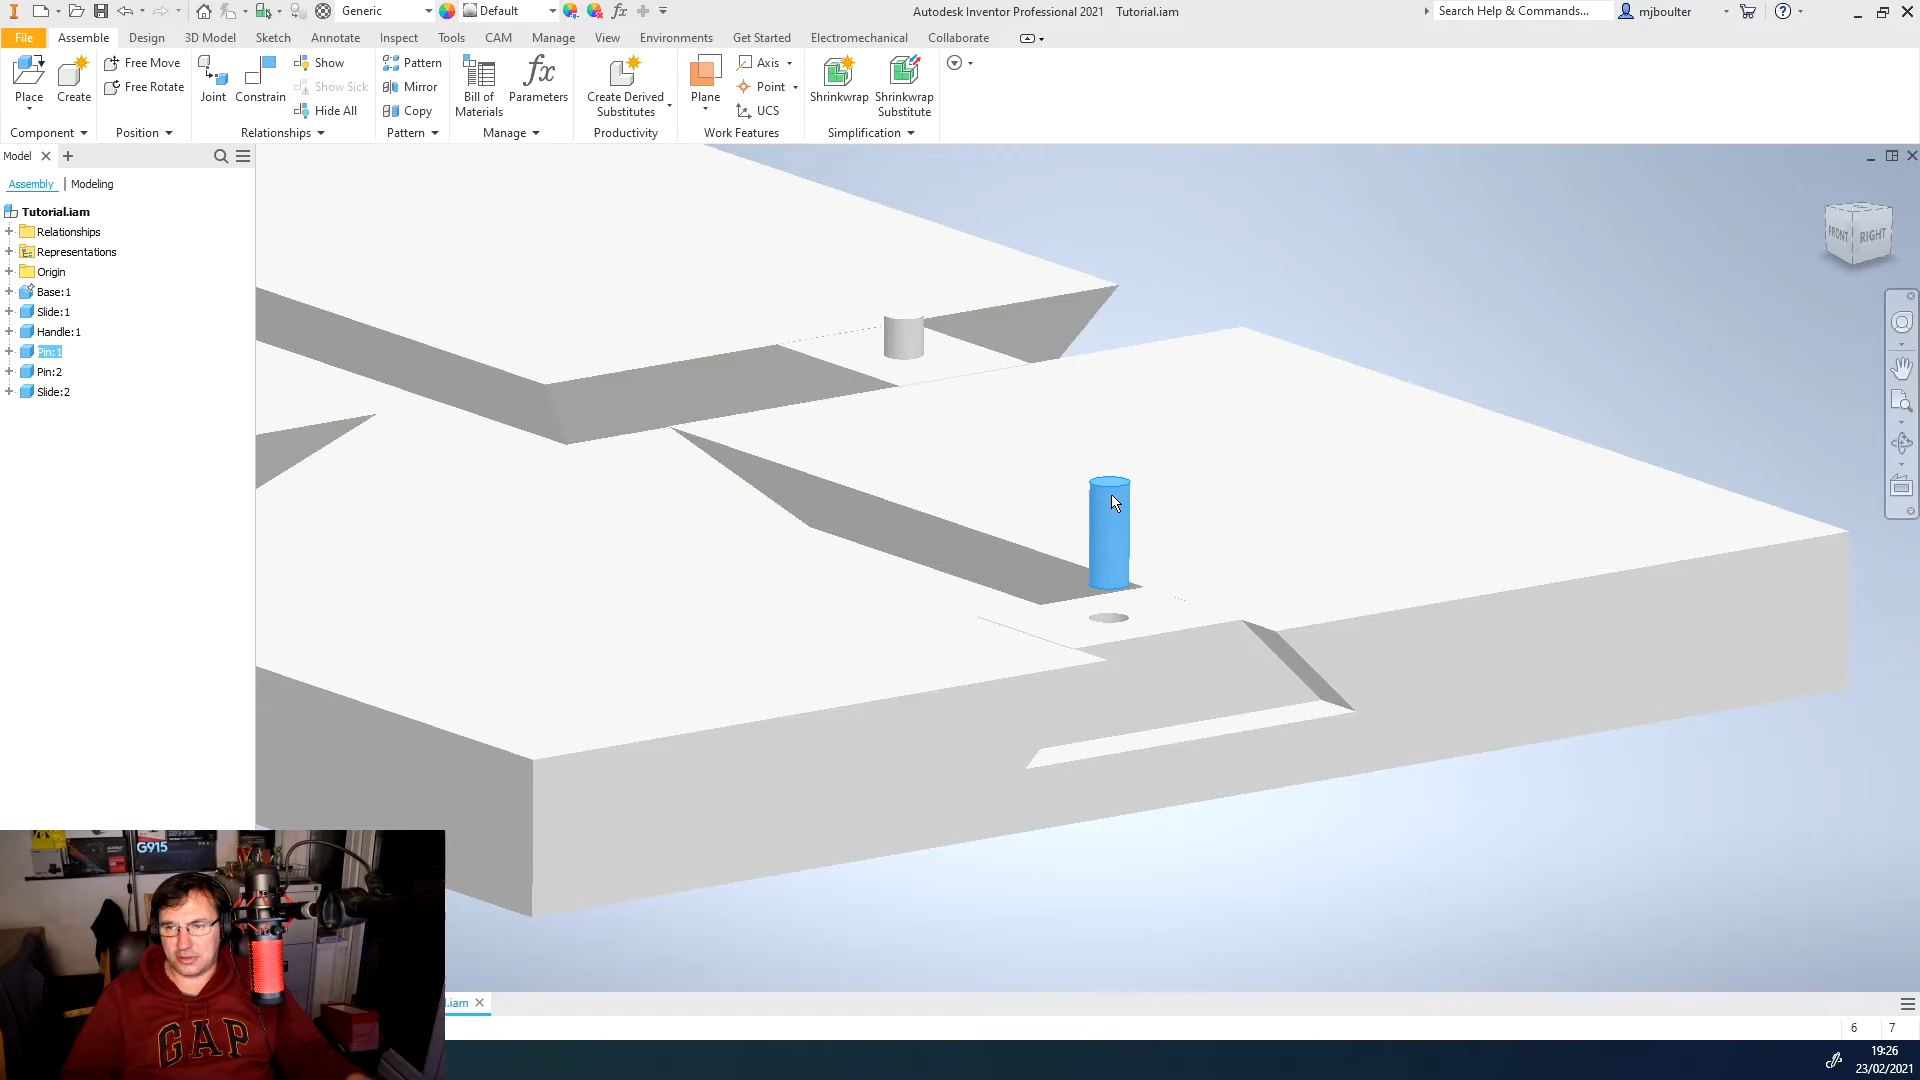 Generic
Default
Autodesk Inventor Professional 2021 Tutorial.iam
Search Help & Commands...
mjboulter
File Assemble Design 3D Model Sketch Annotate Inspect Tools CAM Manage View Environments Get Started Electromechanical Collaborate
Place
Create
Free Move
Free Rotate
Joint
Constrain
Show
Show Sick
Hide All
Pattern
Mirror
Copy
Bill of
Materials
fx
Parameters
Create Derived
Substitutes
Plane
Axis
Point
UCS
Shrinkwrap
Shrinkwrap
Substitute
Component Position Relationships Pattern Manage Productivity Work Features Simplification
Model
Assembly | Modeling
Tutorial.iam
Relationships
Representations
Origin
Base:1
Slide:1
Handle:1
Pin:1
Pin:2
Slide:2
FRONT RIGHT
G915
GAP
.iam
6 7
19:26
23/02/2021